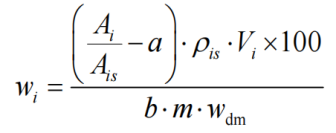 w_i = ((A_i / A_is − a) · ρ_is · V_i × 100) / (b · m · w_dm)